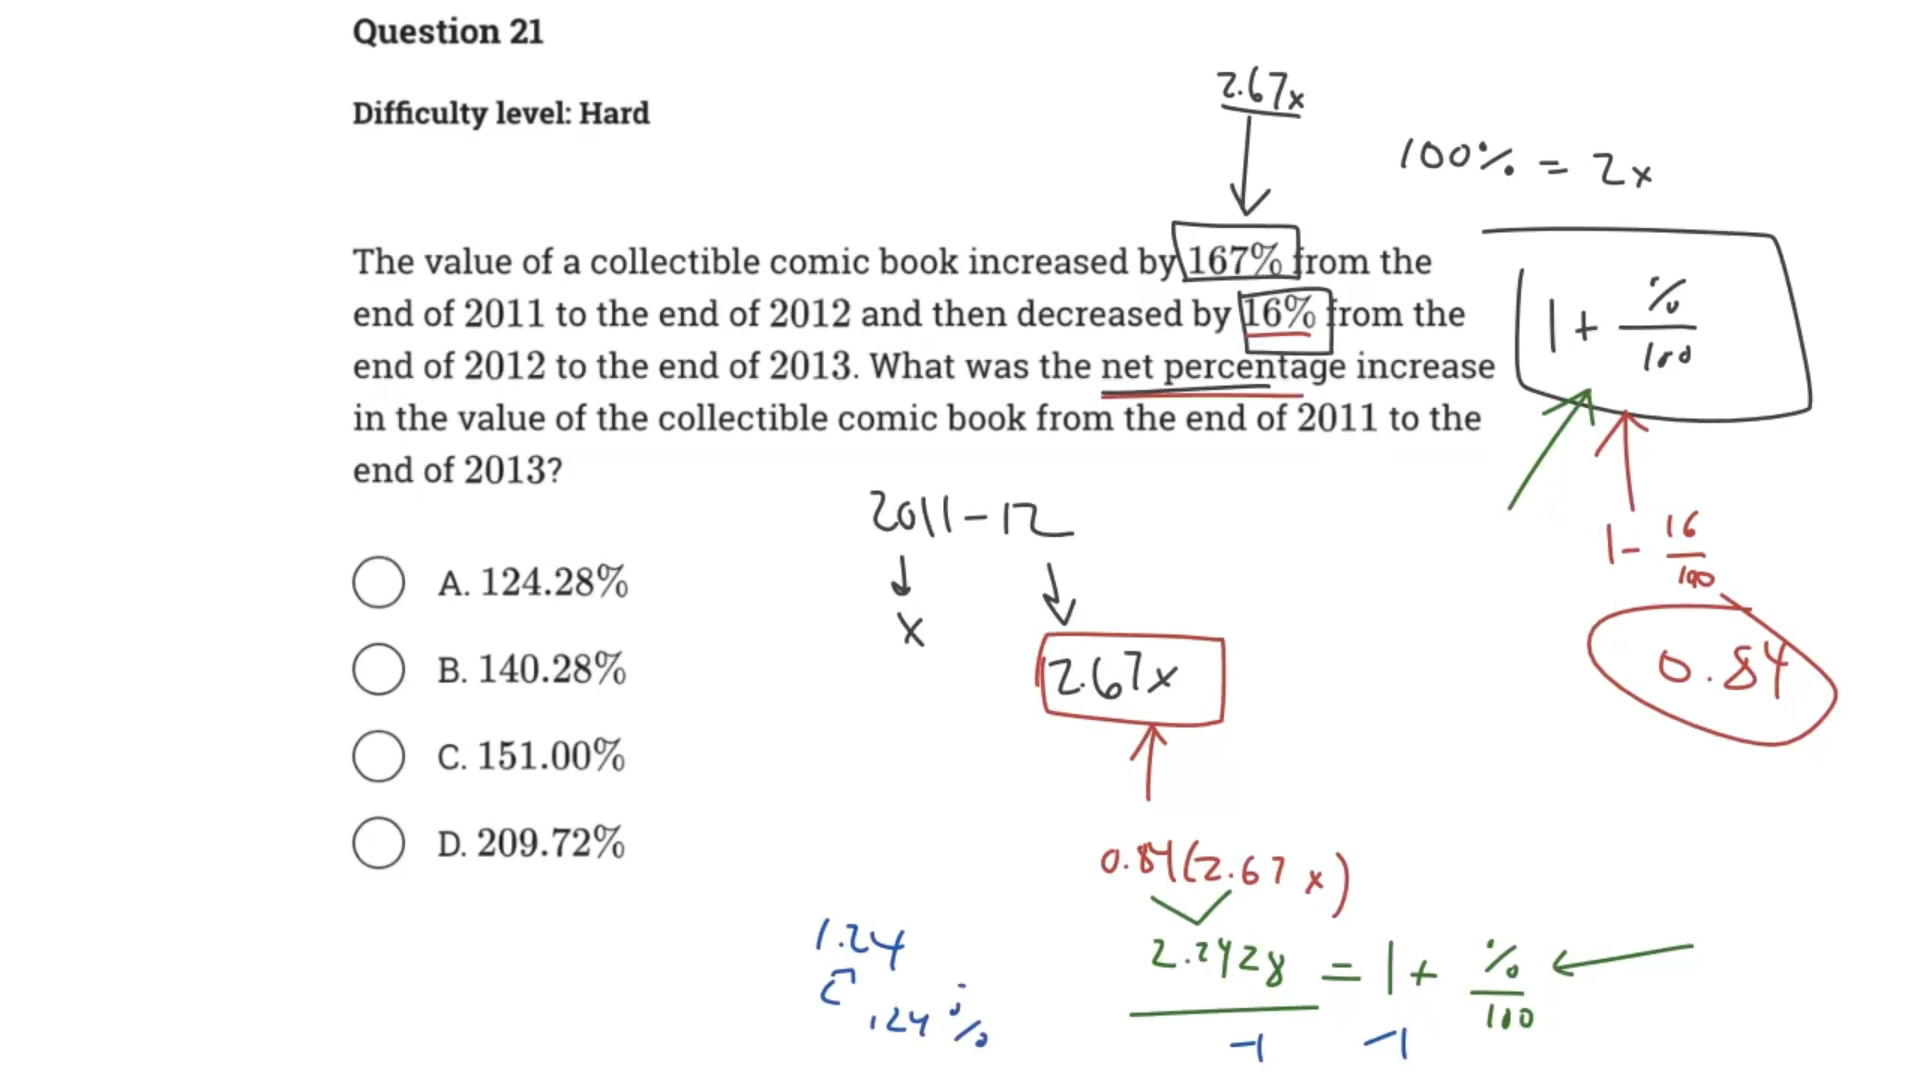 Question 21
Difficulty level: Hard
2.67x
100% = 2x
The value of a collectible comic book increased by 167% from the
end of 2011 to the end of 2012 and then decreased by 16% from the
end of 2012 to the end of 2013. What was the net percentage increase
in the value of the collectible comic book from the end of 2011 to the
end of 2013?
1 + %/100
1 - 16/100
0.84
2011 - 12
x
2.67x
A. 124.28%
B. 140.28%
C. 151.00%
D. 209.72%
0.84(2.67x)
2.2428 = 1 + %/100
-1 -1
1.24
124%